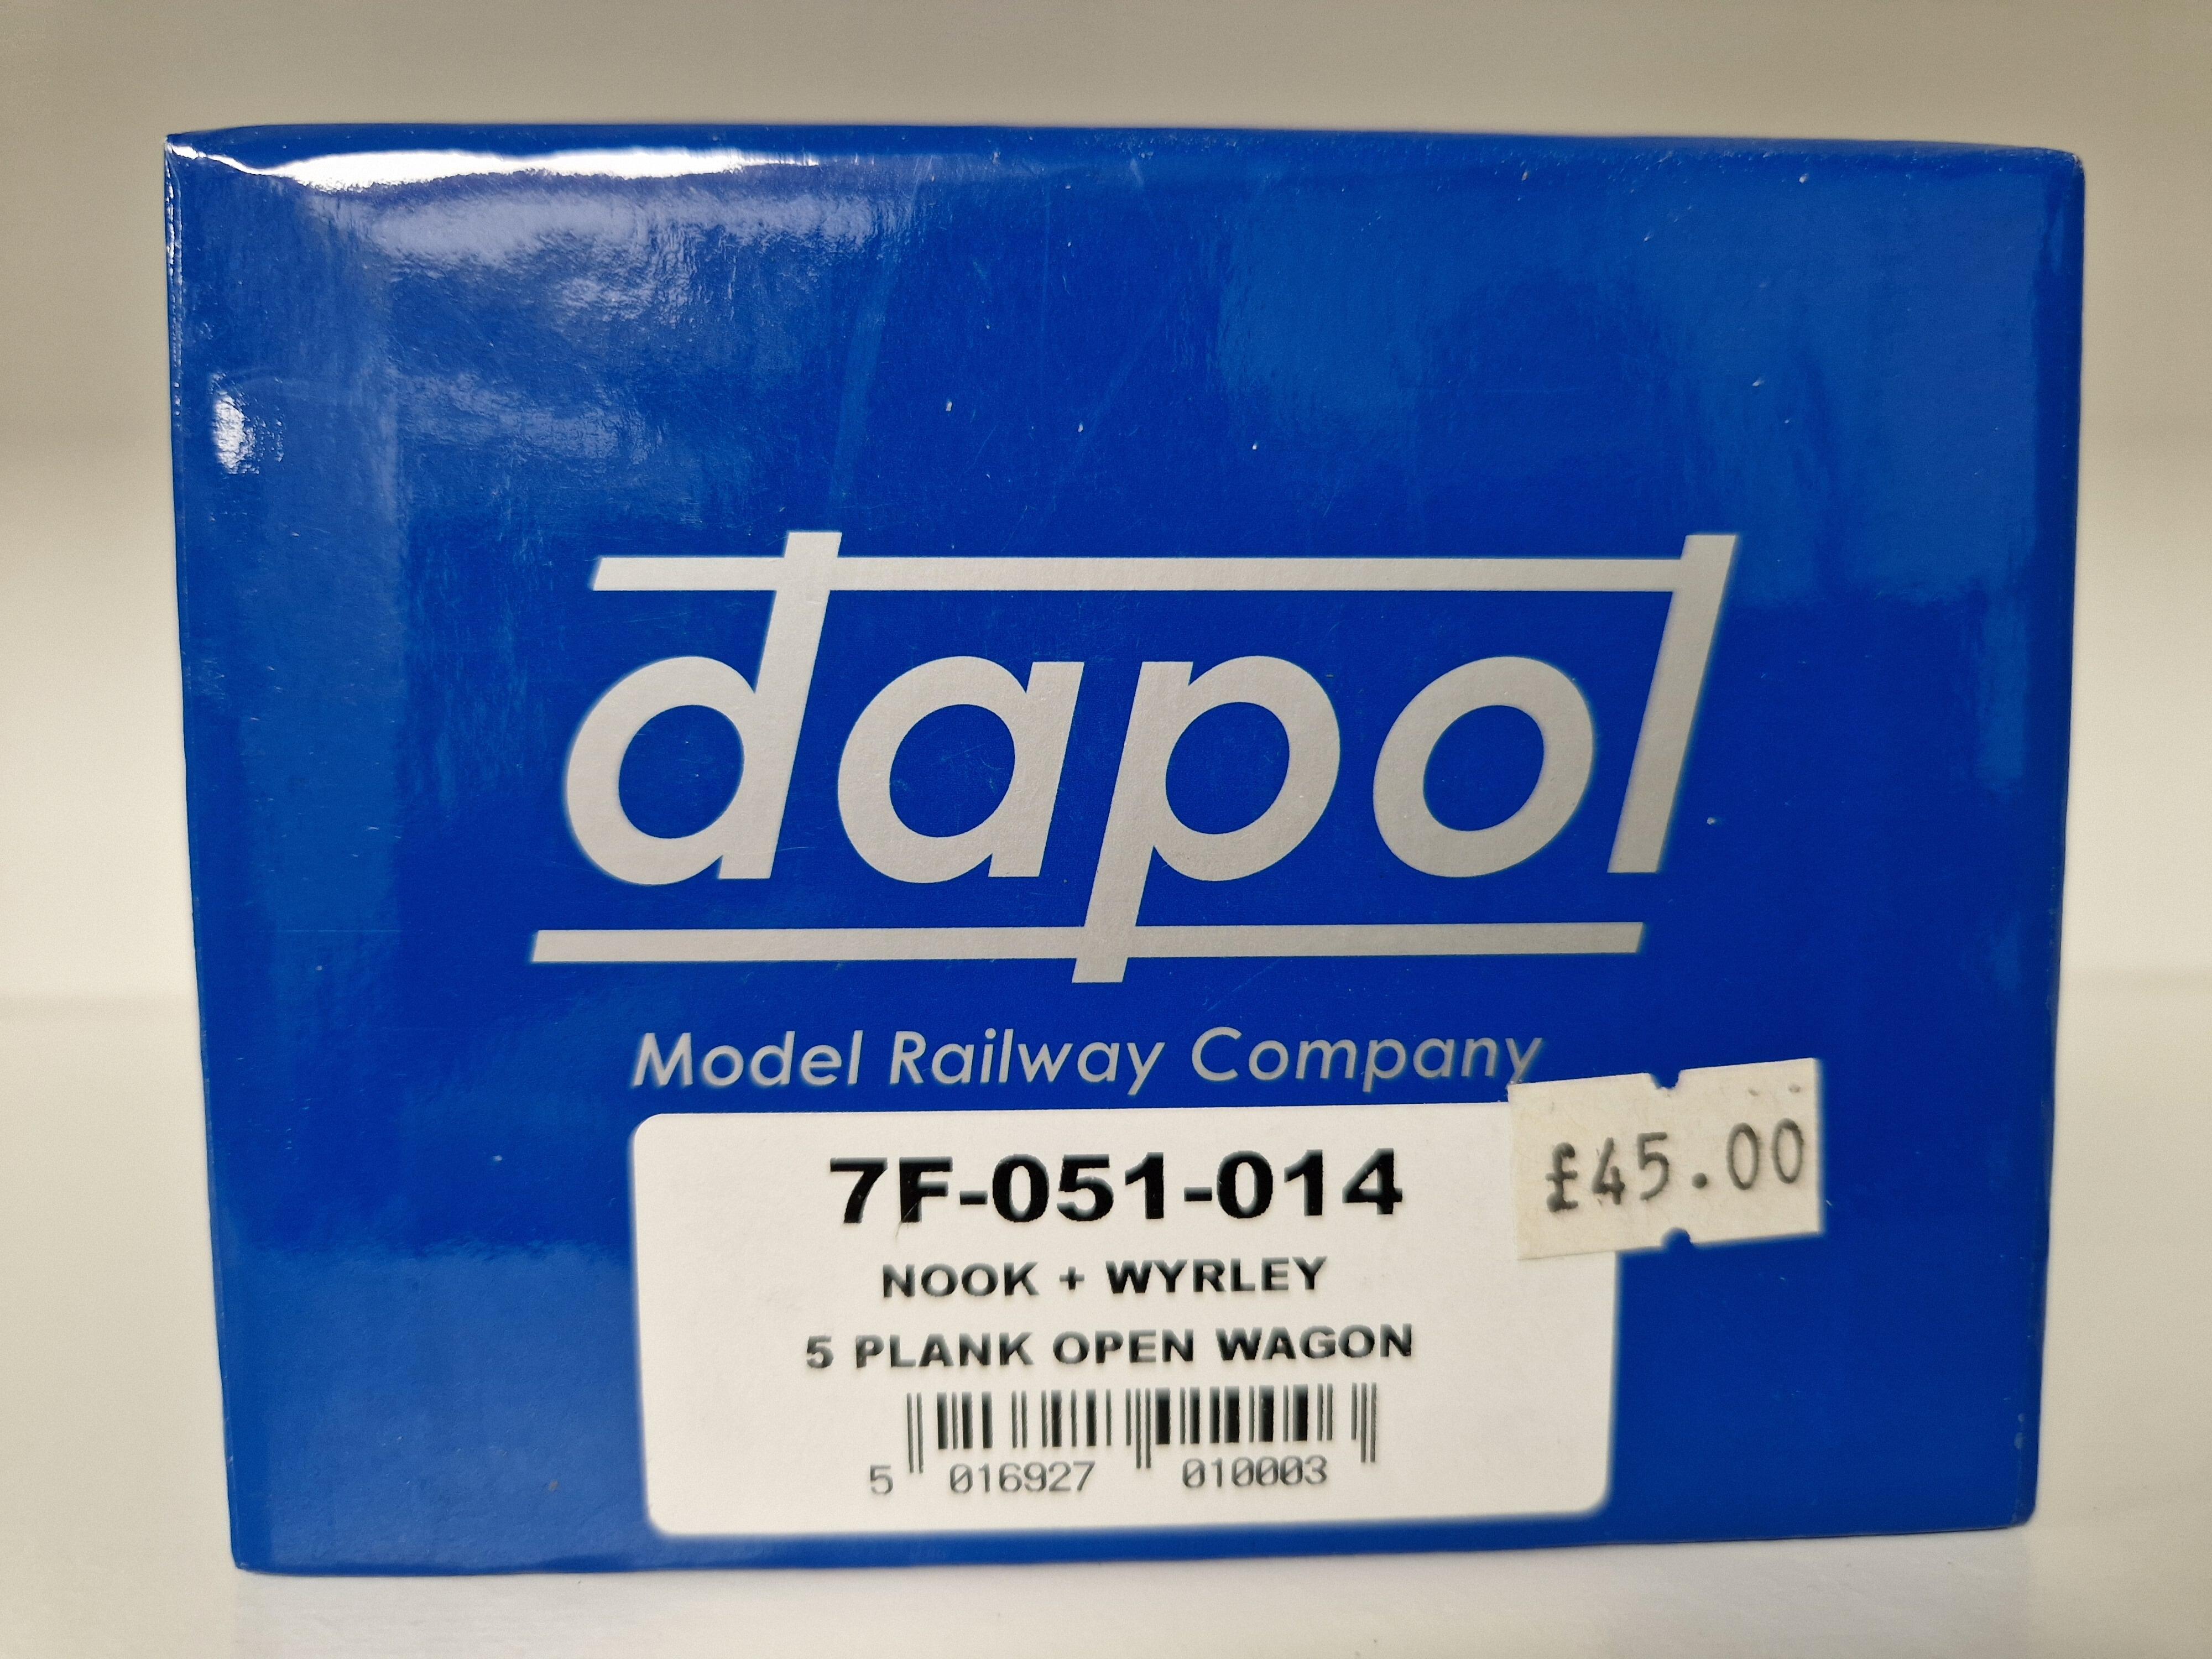 dapol
Model Railway Company
£45.00
7F-051-014
NOOK + WYRLEY
5 PLANK OPEN WAGON
5 016927 010003